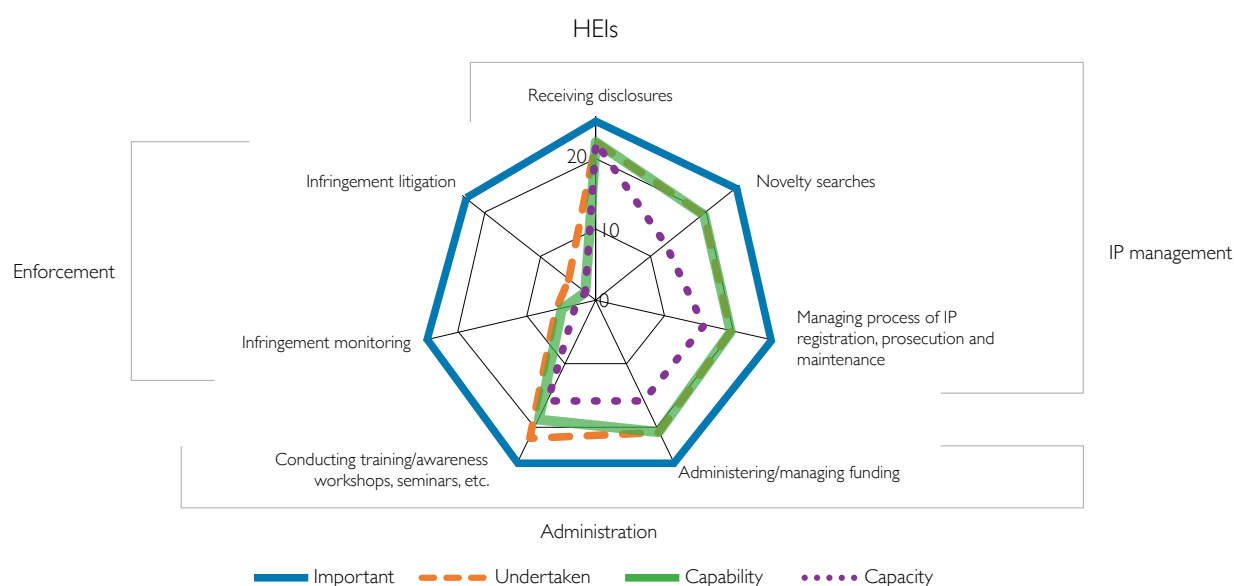 HEIs
Receiving disclosures
20
Infringement litigation
Novelty searches
10
Enforcement
IP management
0
Managing process of IP
registration, prosecution and
maintenance
Infringement monitoring
Conducting training/awareness
workshops, seminars, etc.
Administering/managing funding
Administration
Important
Undertaken
Capability
Capacity